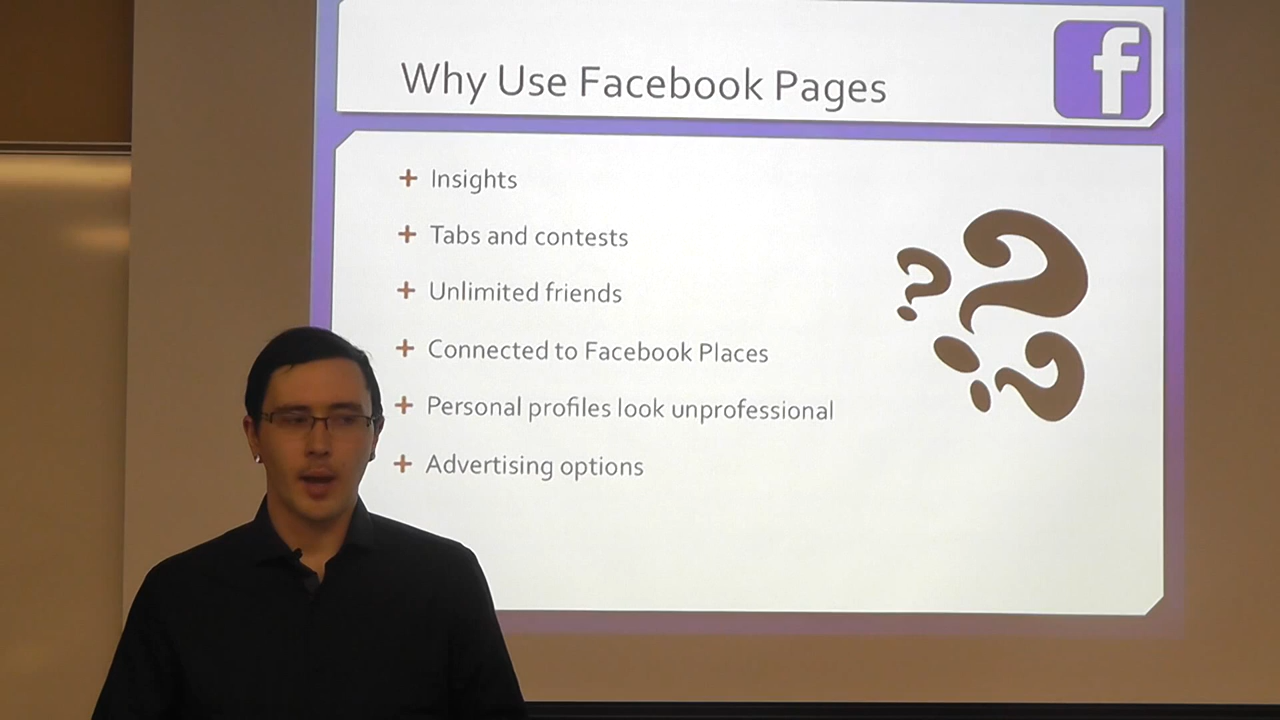 Why Use Facebook Pages
f
+ Insights
+ Tabs and contests
+ Unlimited friends
+ Connected to Facebook Places
+ Personal profiles look unprofessional
+ Advertising options
? ? ?